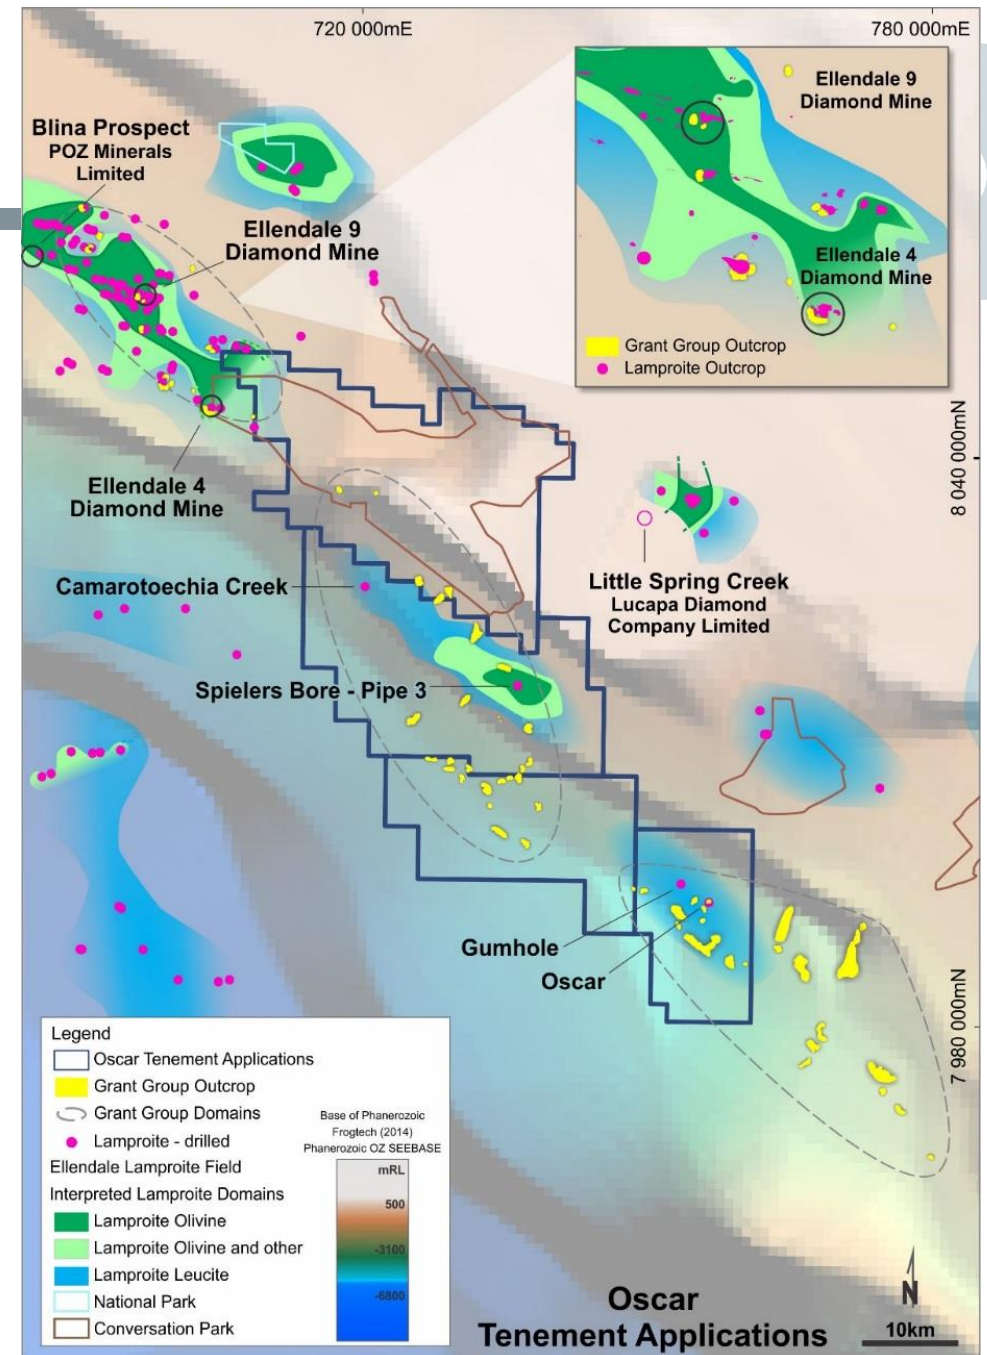 720 000mE
780 000mE
Blina Prospect
POZ Minerals
Limited
Ellendale 9
Diamond Mine
Ellendale 9
Diamond Mine
Ellendale 4
Diamond Mine
Grant Group Outcrop
Lamproite Outcrop
8 040 000mN
Ellendale 4
Diamond Mine
Camarotoechia Creek
Little Spring Creek
Lucapa Diamond
Company Limited
Spielers Bore - Pipe 3
Gumhole
Oscar
7 980 000mN
Legend
Oscar Tenement Applications
Grant Group Outcrop
Grant Group Domains
Lamproite - drilled
Ellendale Lamproite Field
Interpreted Lamproite Domains
Lamproite Olivine
Lamproite Olivine and other
Lamproite Leucite
National Park
Conversation Park
Base of Phanerozoic
Frogtech (2014)
Phanerozoic OZ SEEBASE
mRL
500
-3100
-6800
Oscar
Tenement Applications
N
10km